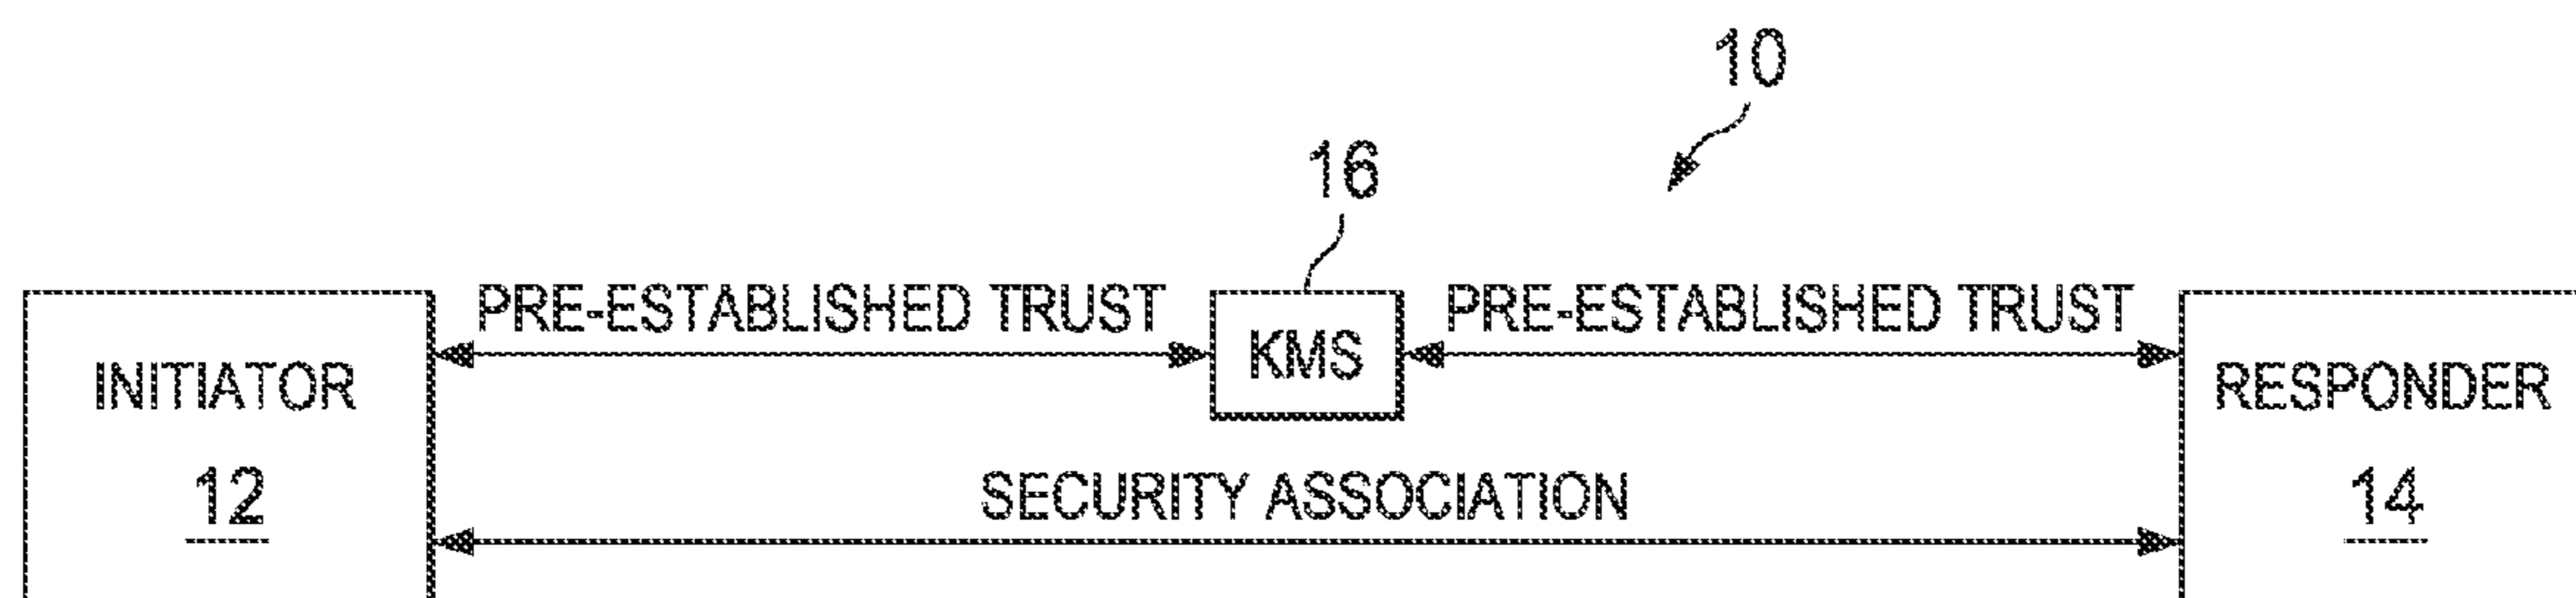 10
16
PRE-ESTABLISHED TRUST PRE-ESTABLISHED TRUST
KMS
INITIATOR RESPONDER
12 SECURITY ASSOCIATION 14